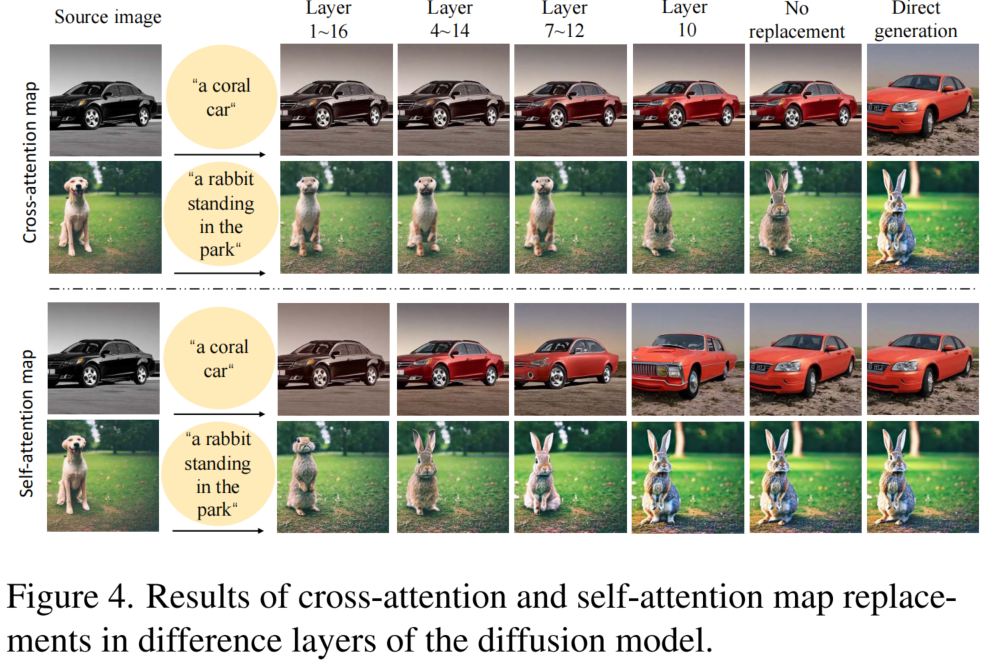 Source image
Layer
1~16
Layer
4~14
Layer
7~12
Layer
10
No
replacement
Direct
generation
Cross-attention map
“a coral
car“
“a rabbit
standing
in the
park“
Self-attention map
“a coral
car“
“a rabbit
standing
in the
park“
Figure 4. Results of cross-attention and self-attention map replace-
ments in difference layers of the diffusion model.